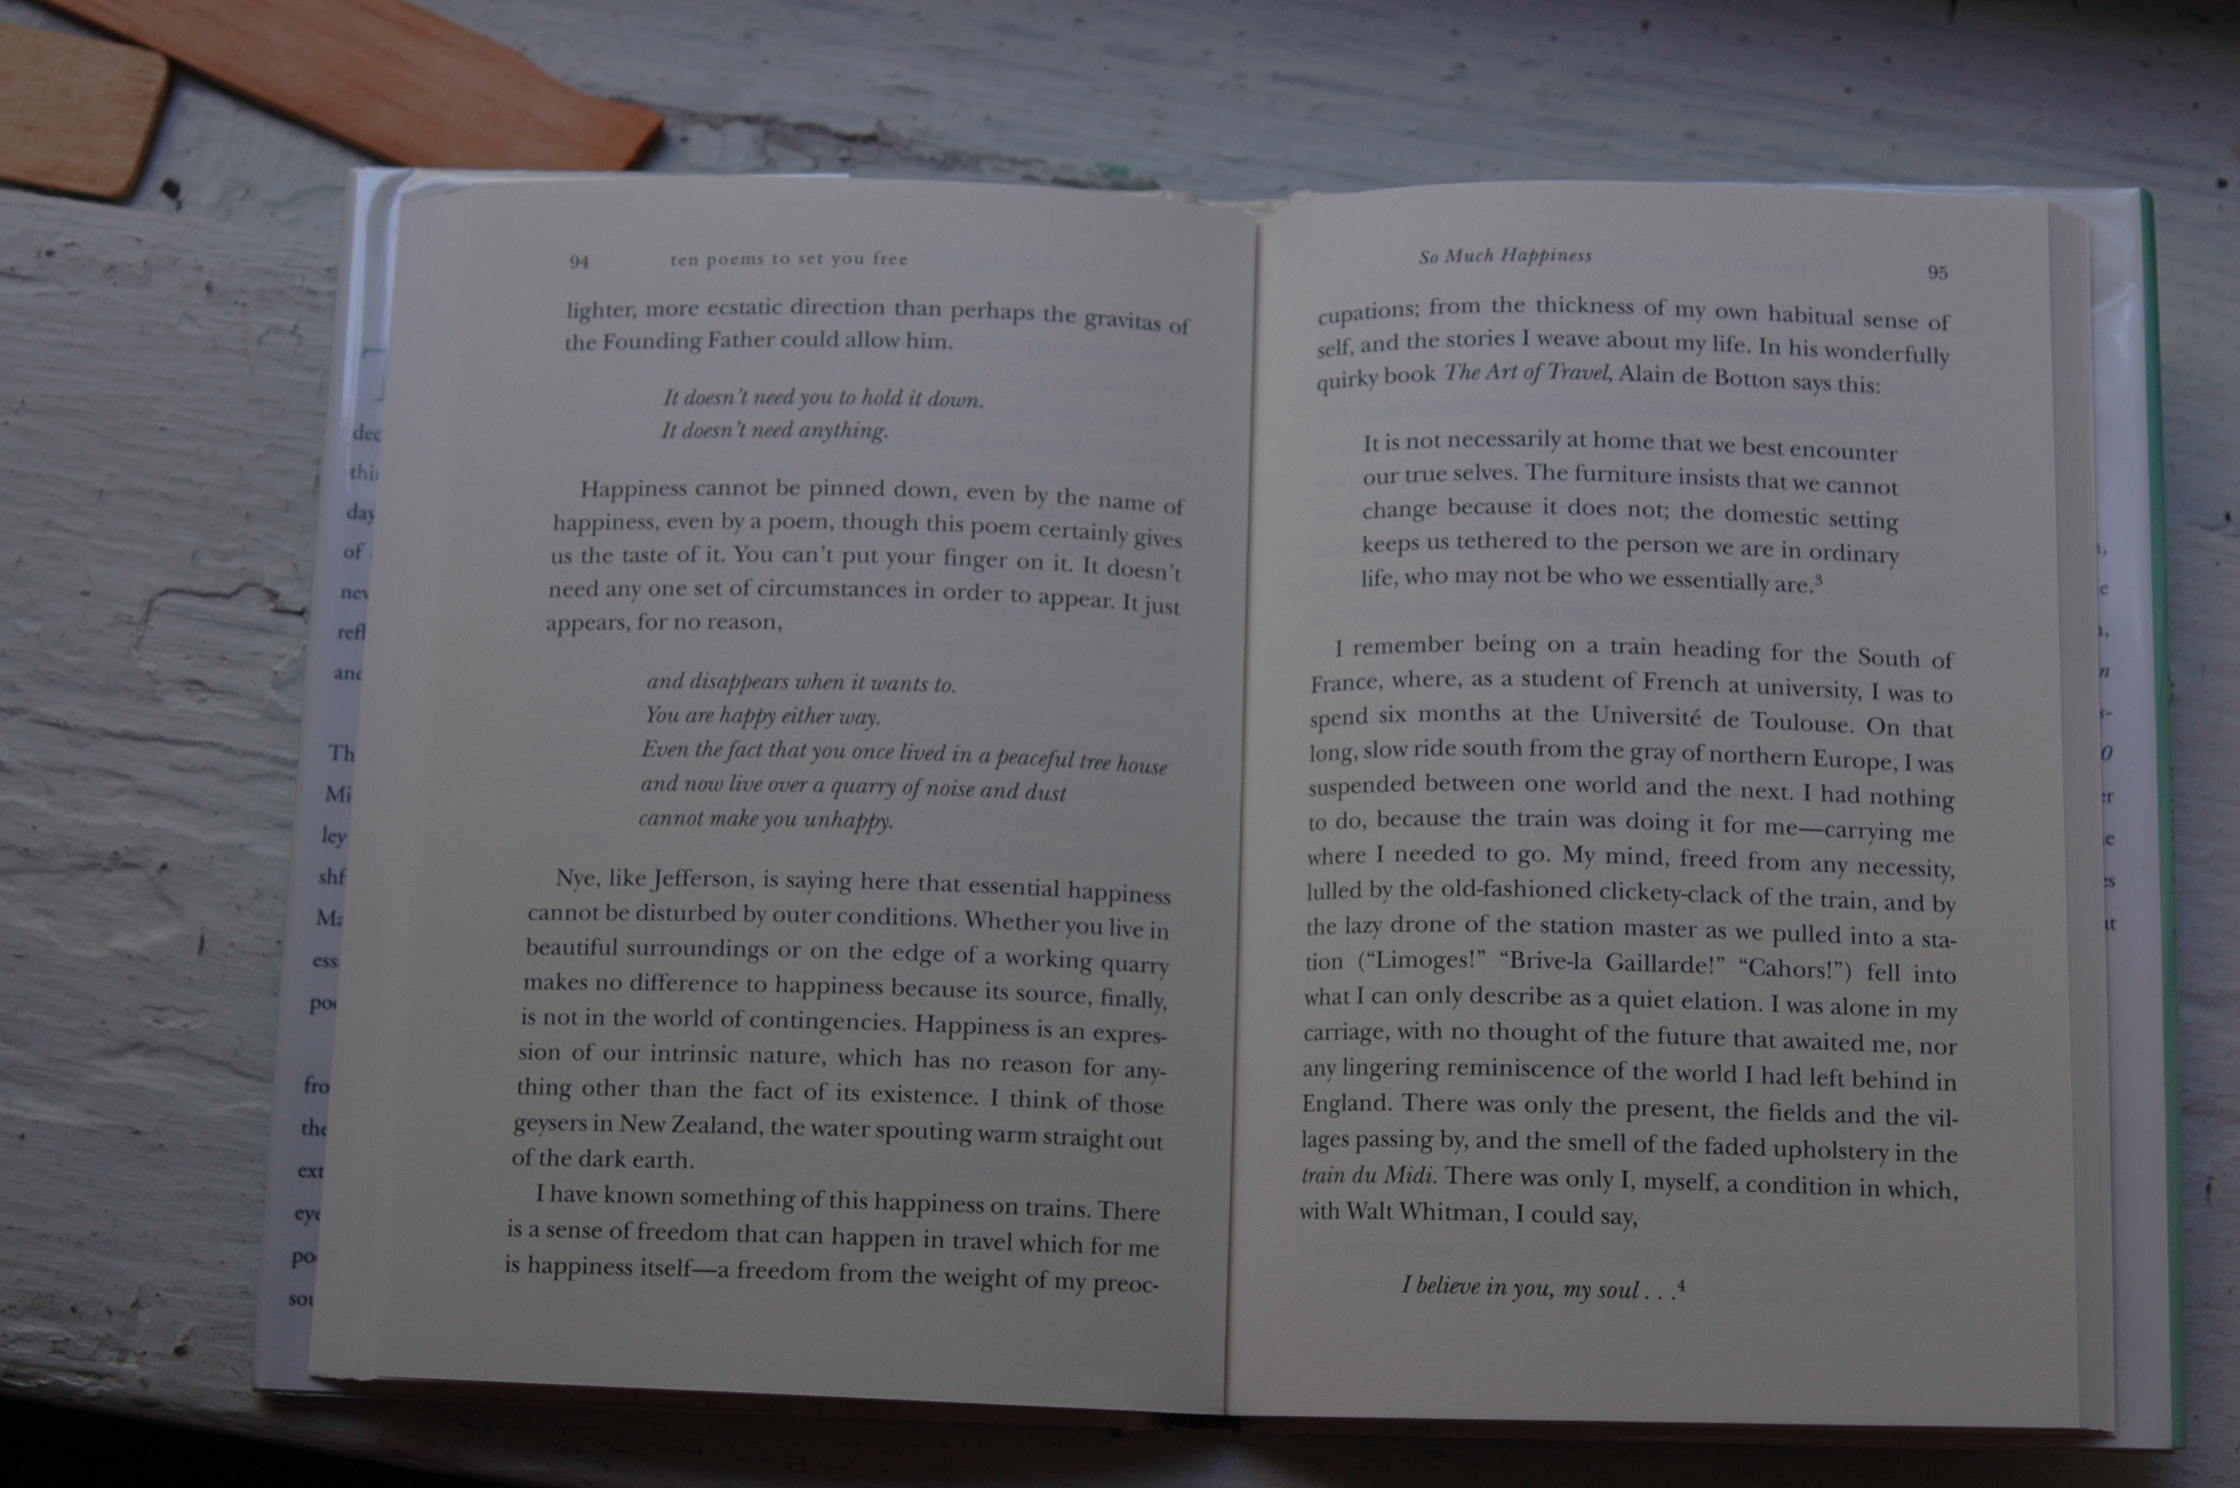 94 ten poems to set you free
lighter, more ecstatic direction than perhaps the gravitas of
the Founding Father could allow him.
It doesn't need you to hold it down.
It doesn't need anything.
Happiness cannot be pinned down, even by the name of
happiness, even by a poem, though this poem certainly gives
us the taste of it. You can't put your finger on it. It doesn't
need any one set of circumstances in order to appear. It just
appears, for no reason,
and disappears when it wants to.
You are happy either way.
Even the fact that you once lived in a peaceful tree house
and now live over a quarry of noise and dust
cannot make you unhappy.
Nye, like Jefferson, is saying here that essential happiness
cannot be disturbed by outer conditions. Whether you live in
beautiful surroundings or on the edge of a working quarry
makes no difference to happiness because its source, finally,
is not in the world of contingencies. Happiness is an expres-
sion of our intrinsic nature, which has no reason for any-
thing other than the fact of its existence. I think of those
geysers in New Zealand, the water spouting warm straight out
of the dark earth.
I have known something of this happiness on trains. There
is a sense of freedom that can happen in travel which for me
is happiness itself—a freedom from the weight of my preoc-
So Much Happiness 95
cupations; from the thickness of my own habitual sense of
self, and the stories I weave about my life. In his wonderfully
quirky book The Art of Travel, Alain de Botton says this:
It is not necessarily at home that we best encounter
our true selves. The furniture insists that we cannot
change because it does not; the domestic setting
keeps us tethered to the person we are in ordinary
life, who may not be who we essentially are.3
I remember being on a train heading for the South of
France, where, as a student of French at university, I was to
spend six months at the Université de Toulouse. On that
long, slow ride south from the gray of northern Europe, I was
suspended between one world and the next. I had nothing
to do, because the train was doing it for me—carrying me
where I needed to go. My mind, freed from any necessity,
lulled by the old-fashioned clickety-clack of the train, and by
the lazy drone of the station master as we pulled into a sta-
tion ("Limoges!" "Brive-la Gaillarde!" "Cahors!") fell into
what I can only describe as a quiet elation. I was alone in my
carriage, with no thought of the future that awaited me, nor
any lingering reminiscence of the world I had left behind in
England. There was only the present, the fields and the vil-
lages passing by, and the smell of the faded upholstery in the
train du Midi. There was only I, myself, a condition in which,
with Walt Whitman, I could say,
I believe in you, my soul . . .4